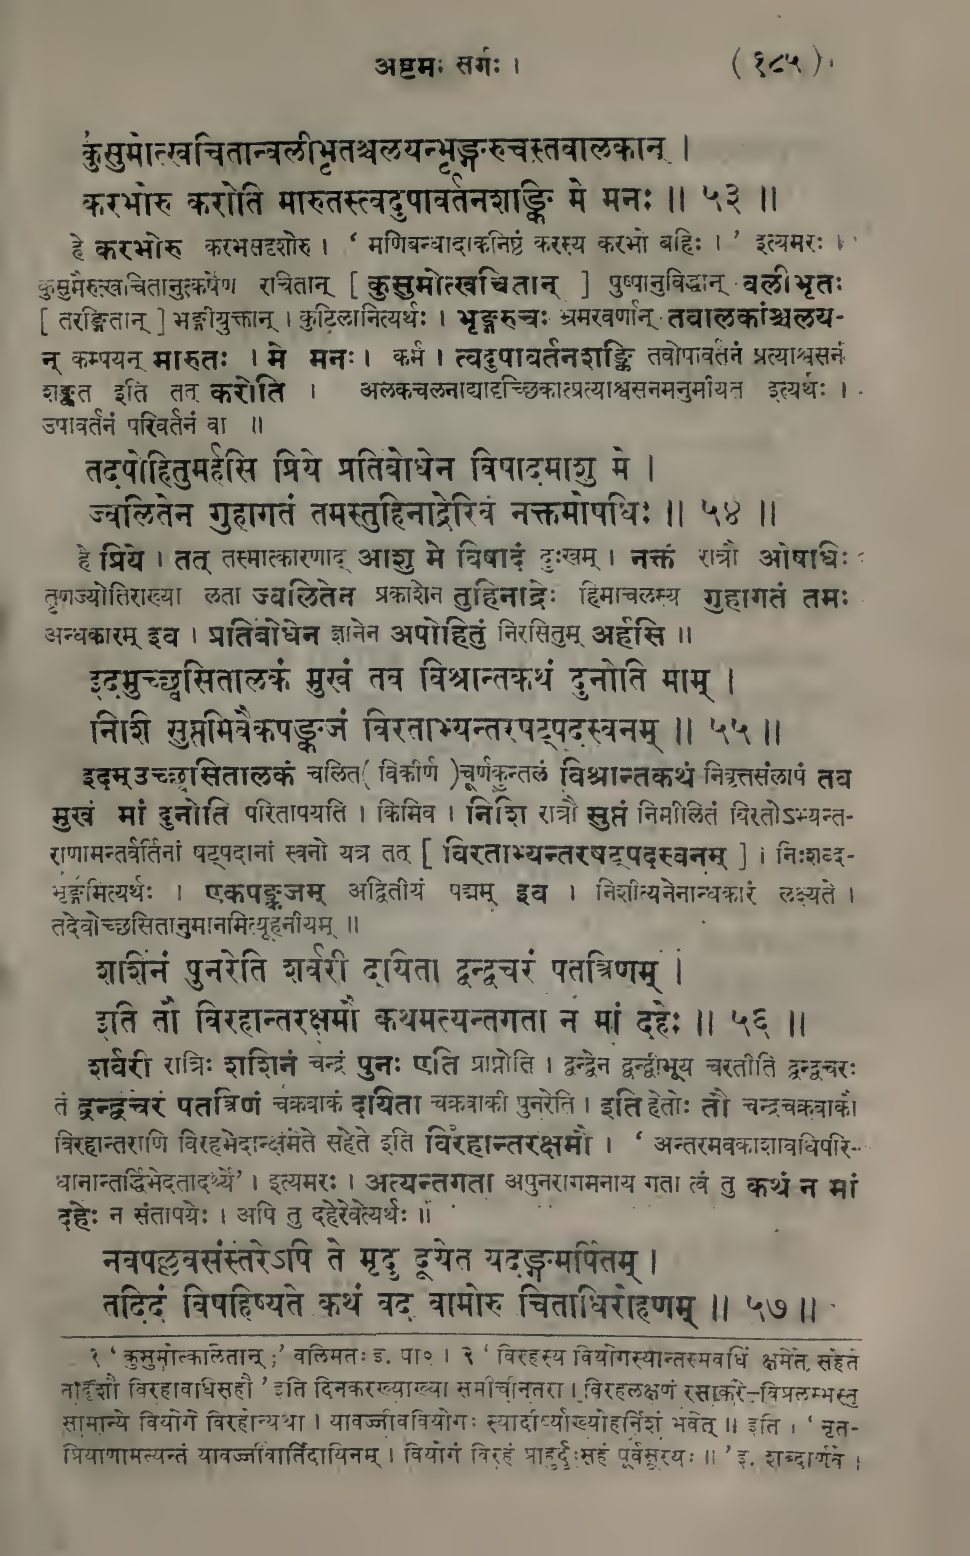 अष्टमः सर्गः ।
( १८५ )
कुसुमोत्खचितान्वलीभृतश्चलयन्भृङ्गरुचस्तवालकान् ।
करभोरु करोति मारुतस्त्वदुपावर्तनशङ्कि मे मनः ॥ ५३ ॥
हे करभोरु करभसदृशोरु । ‘ मणिबन्धादाकनिष्ठं करस्य करभो बहिः । ’ इत्यमरः ।
कुसुमैरुत्खचितानुत्कर्षेण रचितान् [ कुसुमोत्खचितान् ] पुष्पानुविद्धान् वलीभृतः
[ तरङ्गितान् ] भङ्गीयुक्तान् । कुटिलानित्यर्थः । भृङ्गरुचः भ्रमरवर्णान् तवालकांश्चलय-
न् कम्पयन् मारुतः । मे मनः । कर्म । त्वदुपावर्तनशङ्कि तवोपावर्तनं प्रत्याश्वसनं
शङ्कत इति तत् करोति । अलकचलनाद्यादृच्छिकात्प्रत्याश्वसनमनुमीयत इत्यर्थः ।
उपावर्तनं परिवर्तनं वा ॥
तदपोहितुमर्हसि प्रिये प्रतिबोधेन विषादमाशु मे ।
ज्वलितेन गुहागतं तमस्तुहिनाद्रेरिव नक्तमोषधिः ॥ ५४ ॥
हे प्रिये । तत् तस्मात्कारणाद् आशु मे विषादं दुःखम् । नक्तं रात्रौ ओषधिः
तृणज्योतिराख्या लता ज्वलितेन प्रकाशेन तुहिनाद्रेः हिमाचलस्य गुहागतं तमः
अन्धकारम् इव । प्रतिबोधेन ज्ञानेन अपोहितुं निरसितुम् अर्हसि ॥
इदमुच्छ्वसितालकं मुखं तव विश्रान्तकथं दुनोति माम् ।
निशि सुप्तमिवैकपङ्कजं विरताभ्यन्तरषट्पदस्वनम् ॥ ५५ ॥
इदम् उच्छ्वसितालकं चलित( विकीर्ण )चूर्णकुन्तलं विश्रान्तकथं निवृत्तसंलापं तव
मुखं मां दुनोति परितापयति । किमिव । निशि रात्रौ सुप्तं निमीलितं विरतोऽभ्यन्त-
राणामन्तर्वर्तिनां षट्पदानां स्वनो यत्र तत् [ विरताभ्यन्तरषट्पदस्वनम् ] । निःशब्द-
भृङ्गमित्यर्थः । एकपङ्कजम् अद्वितीयं पद्मम् इव । निशीत्यनेनान्धकारं लक्ष्यते ।
तदेवोच्छ्वसितानुमानमित्यूहनीयम् ॥
शशिनं पुनरेति शर्वरी दयिता द्वन्द्वचरं पतत्रिणम् ।
इति तौ विरहान्तरक्षमौ कथमत्यन्तगता न मां दहेः ॥ ५६ ॥
शर्वरी रात्रिः शशिनं चन्द्रं पुनः एति प्राप्नोति । द्वन्द्वेन द्वन्द्वीभूय चरतीति द्वन्द्वचरः
तं द्वन्द्वचरं पतत्रिणं चक्रवाकं दयिता चक्रवाकी पुनरेति । इति हेतोः तौ चन्द्रचक्रवाकौ
विरहान्तराणि विरहभेदान्क्षमेते सहेते इति विरहान्तरक्षमौ । ‘ अन्तरमवकाशावधिपरि-
धानान्तर्द्धिभेदतादर्थ्ये ’ । इत्यमरः । अत्यन्तगता अपुनरागमनाय गता त्वं तु कथं न मां
दहेः न संतापयेः । अपि तु दहेरेवेत्यर्थः ॥
नवपल्लवसंस्तरेऽपि ते मृदु दूयेत यदङ्गमर्पितम् ।
तदिदं विषहिष्यते कथं वद वामोरु चिताधिरोहणम् ॥ ५७ ॥
१ ‘ कुसुमोत्कलितान् ;’ वलिमतः इ. पा० । २ ‘ विरहस्य वियोगस्यान्तरमवधिं क्षमेते, सहेते
तादृशौ विरहावधिसहौ ’ इति दिनकरव्याख्या समीचीनतरा । विरहलक्षणं रसाकरे–विप्रलम्भस्तु
सामान्ये वियोगे विरहोन्यथा । यावज्जीववियोगः इति । ‘ मृत-
प्रियाणामत्यन्तं यावज्जीवार्तिदायिनम् । वियोगं विरहं प्राहुर्दुःसहं पूर्वसूरयः ॥ ’ इ. शब्दार्णवे ।